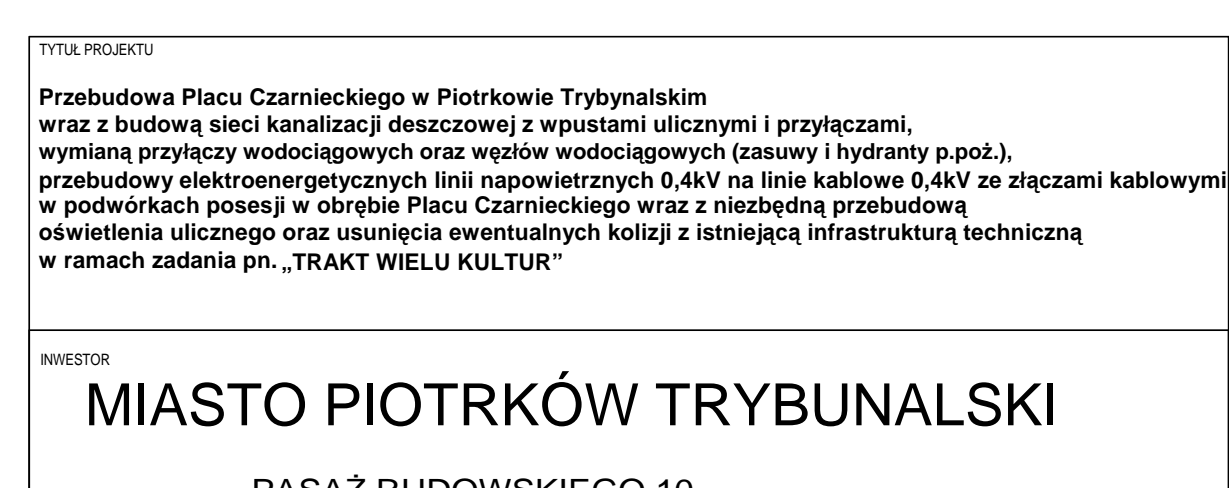 TYTUŁ PROJEKTU
Przebudowa Placu Czarnieckiego w Piotrkowie Trybynalskim
wraz z budową sieci kanalizacji deszczowej z wpustami ulicznymi i przyłączami,
wymianą przyłączy wodociągowych oraz węzłów wodociągowych (zasuwy i hydranty p.poż.),
przebudowy elektroenergetycznych linii napowietrznych 0,4kV na linie kablowe 0,4kV ze złączami kablowymi
w podwórkach posesji w obrębie Placu Czarnieckiego wraz z niezbędną przebudową
oświetlenia ulicznego oraz usunięcia ewentualnych kolizji z istniejącą infrastrukturą techniczną
w ramach zadania pn. „TRAKT WIELU KULTUR”
INWESTOR
MIASTO PIOTRKÓW TRYBUNALSKI
PASAŻ RUDOWSKIEGO 10